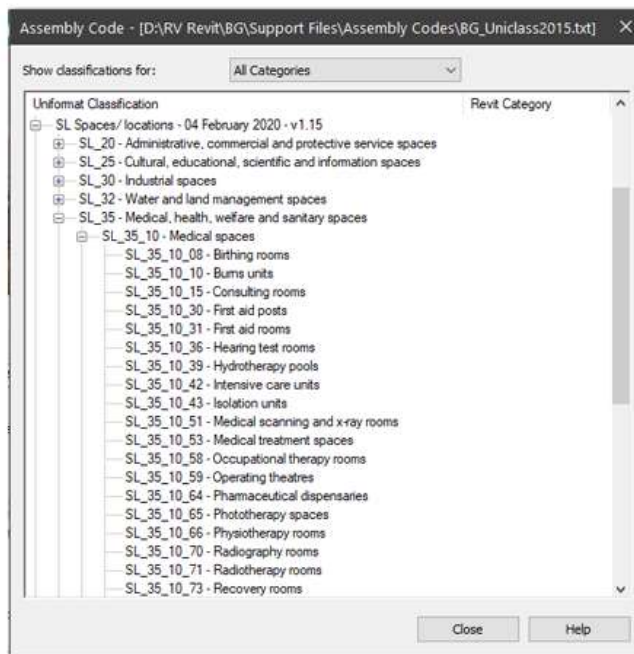 Assembly Code - [D:\RV Revit\BG\Support Files\Assembly Codes\BG_Uniclass2015.txt]
Show classifications for: All Categories
Uniformat Classification Revit Category
SL Spaces/ locations - 04 February 2020 - v1.15
SL_20 - Administrative, commercial and protective service spaces
SL_25 - Cultural, educational, scientific and information spaces
SL_30 - Industrial spaces
SL_32 - Water and land management spaces
SL_35 - Medical, health, welfare and sanitary spaces
SL_35_10 - Medical spaces
SL_35_10_08 - Birthing rooms
SL_35_10_10 - Burns units
SL_35_10_15 - Consulting rooms
SL_35_10_30 - First aid posts
SL_35_10_31 - First aid rooms
SL_35_10_36 - Hearing test rooms
SL_35_10_39 - Hydrotherapy pools
SL_35_10_42 - Intensive care units
SL_35_10_43 - Isolation units
SL_35_10_51 - Medical scanning and x-ray rooms
SL_35_10_53 - Medical treatment spaces
SL_35_10_58 - Occupational therapy rooms
SL_35_10_59 - Operating theatres
SL_35_10_64 - Pharmaceutical dispensaries
SL_35_10_65 - Phototherapy spaces
SL_35_10_66 - Physiotherapy rooms
SL_35_10_70 - Radiography rooms
SL_35_10_71 - Radiotherapy rooms
SL_35_10_73 - Recovery rooms
Close Help